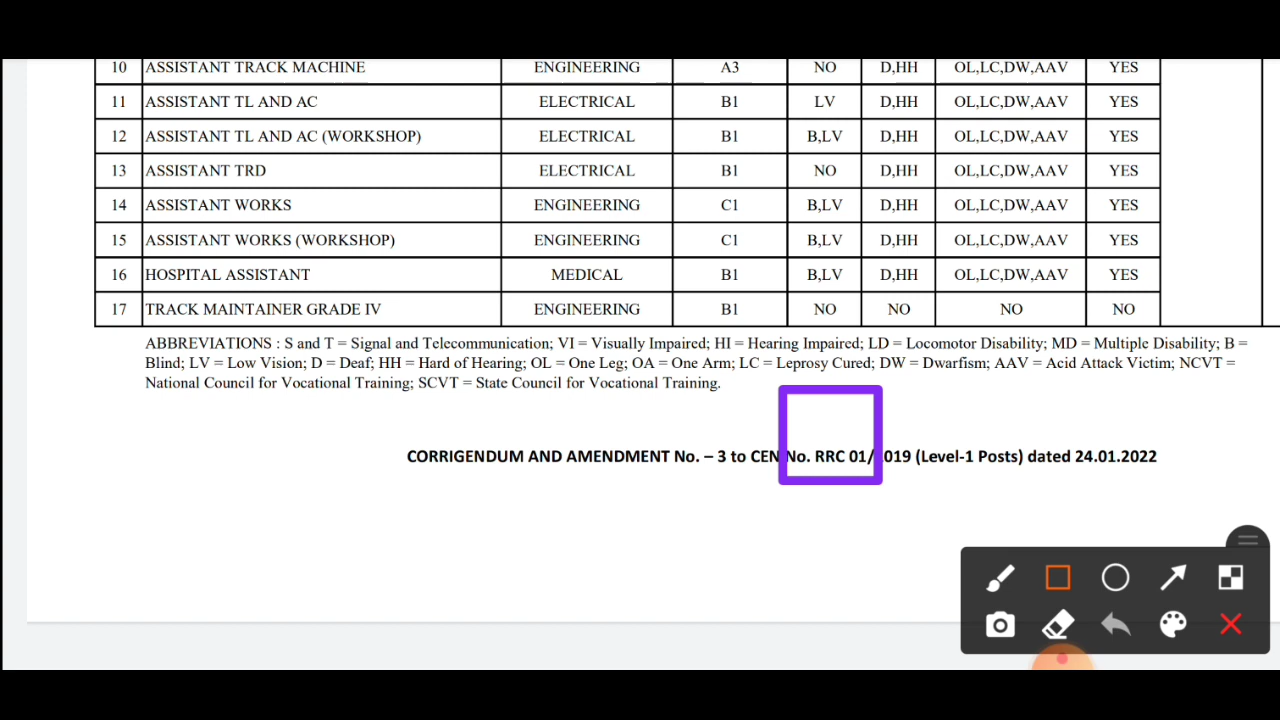 10 ASSISTANT TRACK MACHINE ENGINEERING A3 NO D,HH OL,LC,DW,AAV YES
11 ASSISTANT TL AND AC ELECTRICAL B1 LV D,HH OL,LC,DW,AAV YES
12 ASSISTANT TL AND AC (WORKSHOP) ELECTRICAL B1 B,LV D,HH OL,LC,DW,AAV YES
13 ASSISTANT TRD ELECTRICAL B1 NO D,HH OL,LC,DW,AAV YES
14 ASSISTANT WORKS ENGINEERING C1 B,LV D,HH OL,LC,DW,AAV YES
15 ASSISTANT WORKS (WORKSHOP) ENGINEERING C1 B,LV D,HH OL,LC,DW,AAV YES
16 HOSPITAL ASSISTANT MEDICAL B1 B,LV D,HH OL,LC,DW,AAV YES
17 TRACK MAINTAINER GRADE IV ENGINEERING B1 NO NO NO NO
ABBREVIATIONS : S and T = Signal and Telecommunication; VI = Visually Impaired; HI = Hearing Impaired; LD = Locomotor Disability; MD = Multiple Disability; B =
Blind; LV = Low Vision; D = Deaf; HH = Hard of Hearing; OL = One Leg; OA = One Arm; LC = Leprosy Cured; DW = Dwarfism; AAV = Acid Attack Victim; NCVT =
National Council for Vocational Training; SCVT = State Council for Vocational Training.
CORRIGENDUM AND AMENDMENT No. – 3 to CEN No. RRC 01/2019 (Level-1 Posts) dated 24.01.2022